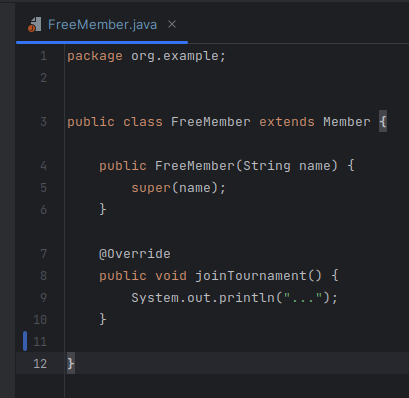 FreeMember.java ×
1 package org.example;
2
3 public class FreeMember extends Member {
4     public FreeMember(String name) {
5         super(name);
6     }
7     @Override
8     public void joinTournament() {
9         System.out.println("...");
10     }
11
12 }